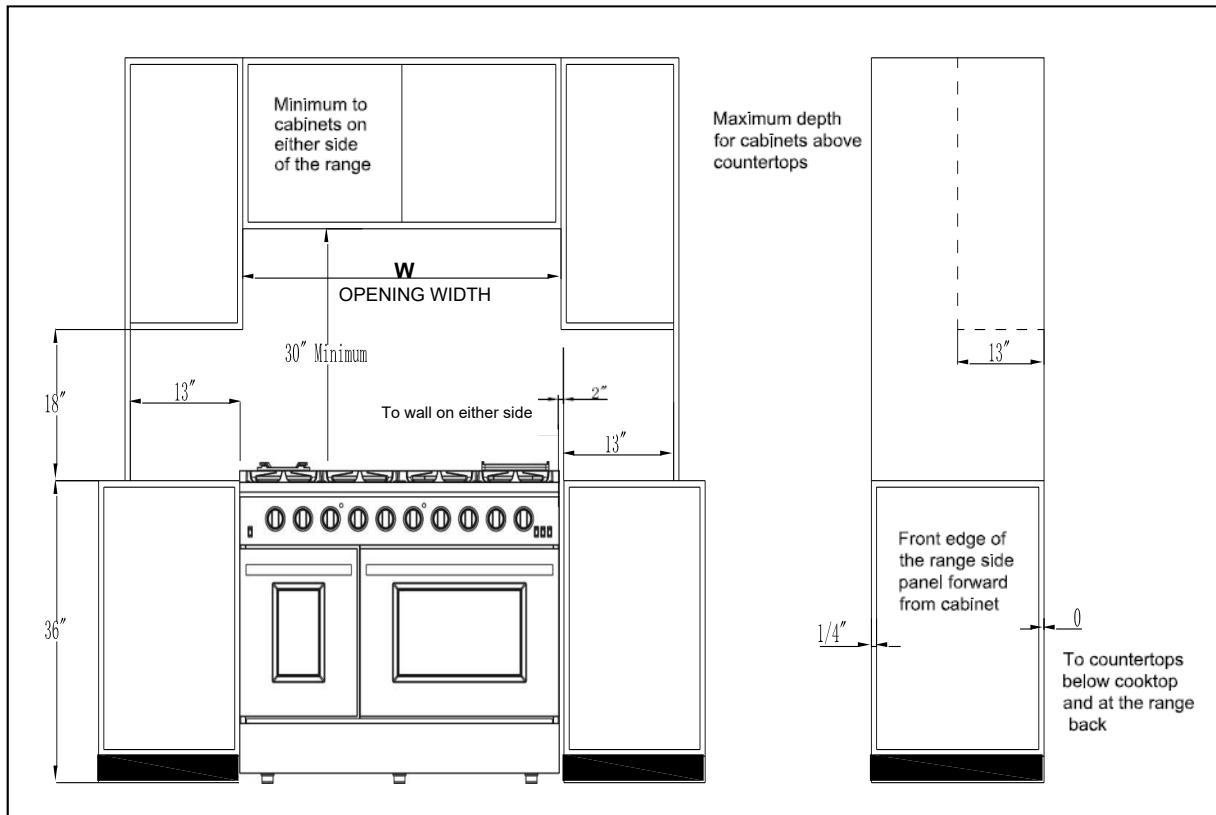 Minimum to
cabinets on
either side
of the range
Maximum depth
for cabinets above
countertops
W
OPENING WIDTH
30" Minimum
18"
13"
To wall on either side
2"
13"
13"
36"
Front edge of
the range side
panel forward
from cabinet
1/4"
0
To countertops
below cooktop
and at the range
back